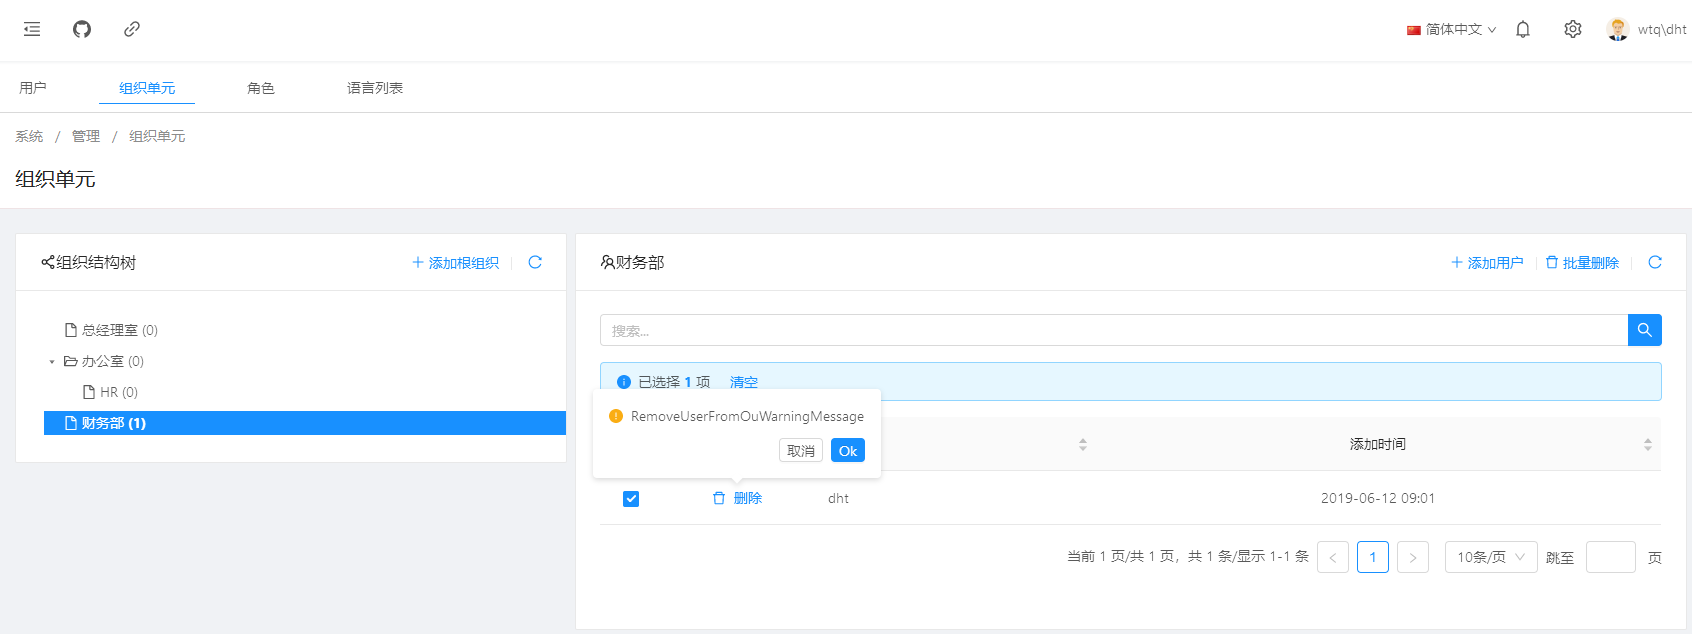 简体中文
wtq\dht
用户 组织单元 角色 语言列表
系统 / 管理 / 组织单元
组织单元
组织结构树
添加根组织
总经理室 (0)
办公室 (0)
HR (0)
财务部 (1)
财务部
添加用户
批量删除
搜索...
已选择 1 项 清空
RemoveUserFromOuWarningMessage
取消 Ok
添加时间
删除 dht 2019-06-12 09:01
当前 1 页/共 1 页，共 1 条/显示 1-1 条 < 1 > 10条/页 跳至 页